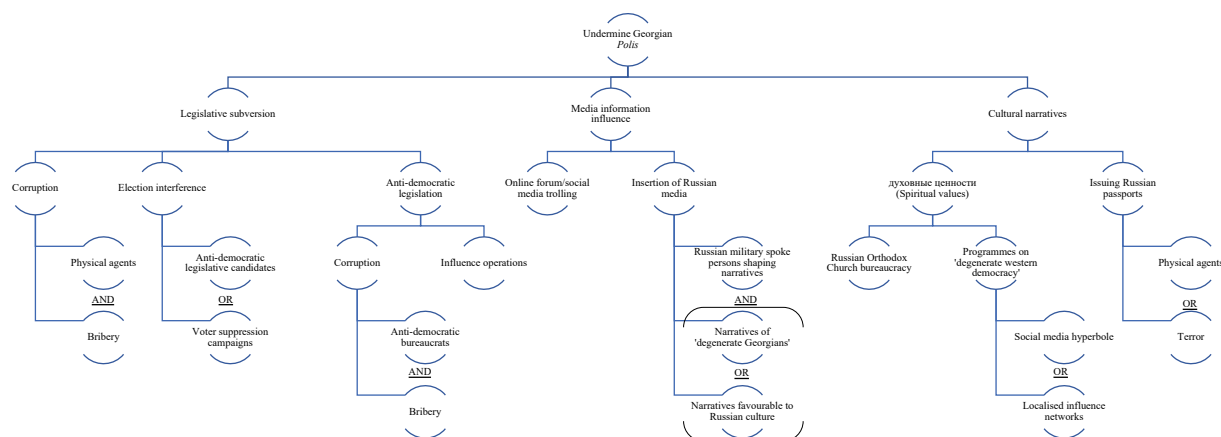 Undermine Georgian
Polis
Legislative subversion
Media information
influence
Cultural narratives
Corruption
Election interference
Anti-democratic
legislation
Online forum/social
media trolling
Insertion of Russian
media
духовные ценности
(Spiritual values)
Issuing Russian
passports
Physical agents
AND
Bribery
Anti-democratic
legislative candidates
OR
Voter suppression
campaigns
Corruption
Influence operations
Anti-democratic
bureaucrats
AND
Bribery
Russian military spoke
persons shaping
narratives
AND
Narratives of
'degenerate Georgians'
OR
Narratives favourable to
Russian culture
Russian Orthodox
Church bureaucracy
Programmes on
'degenerate western
democracy'
Social media hyperbole
OR
Localised influence
networks
Physical agents
OR
Terror